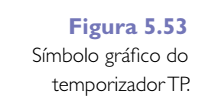 Figura 5.53
Símbolo gráfico do
temporizador TP.